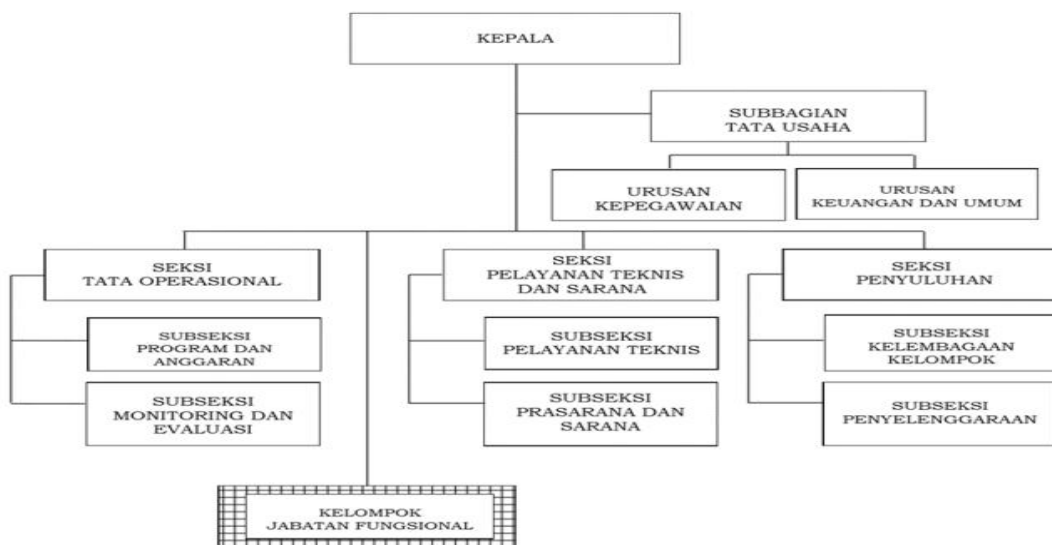 KEPALA
SUBBAGIAN
TATA USAHA
URUSAN
KEPEGAWAIAN
URUSAN
KEUANGAN DAN UMUM
SEKSI
TATA OPERASIONAL
SEKSI
PELAYANAN TEKNIS
DAN SARANA
SEKSI
PENYULUHAN
SUBSEKSI
PROGRAM DAN
ANGGARAN
SUBSEKSI
PELAYANAN TEKNIS
SUBSEKSI
KELEMBAGAAN
KELOMPOK
SUBSEKSI
MONITORING DAN
EVALUASI
SUBSEKSI
PRASARANA DAN
SARANA
SUBSEKSI
PENYELENGGARAAN
KELOMPOK
JABATAN FUNGSIONAL